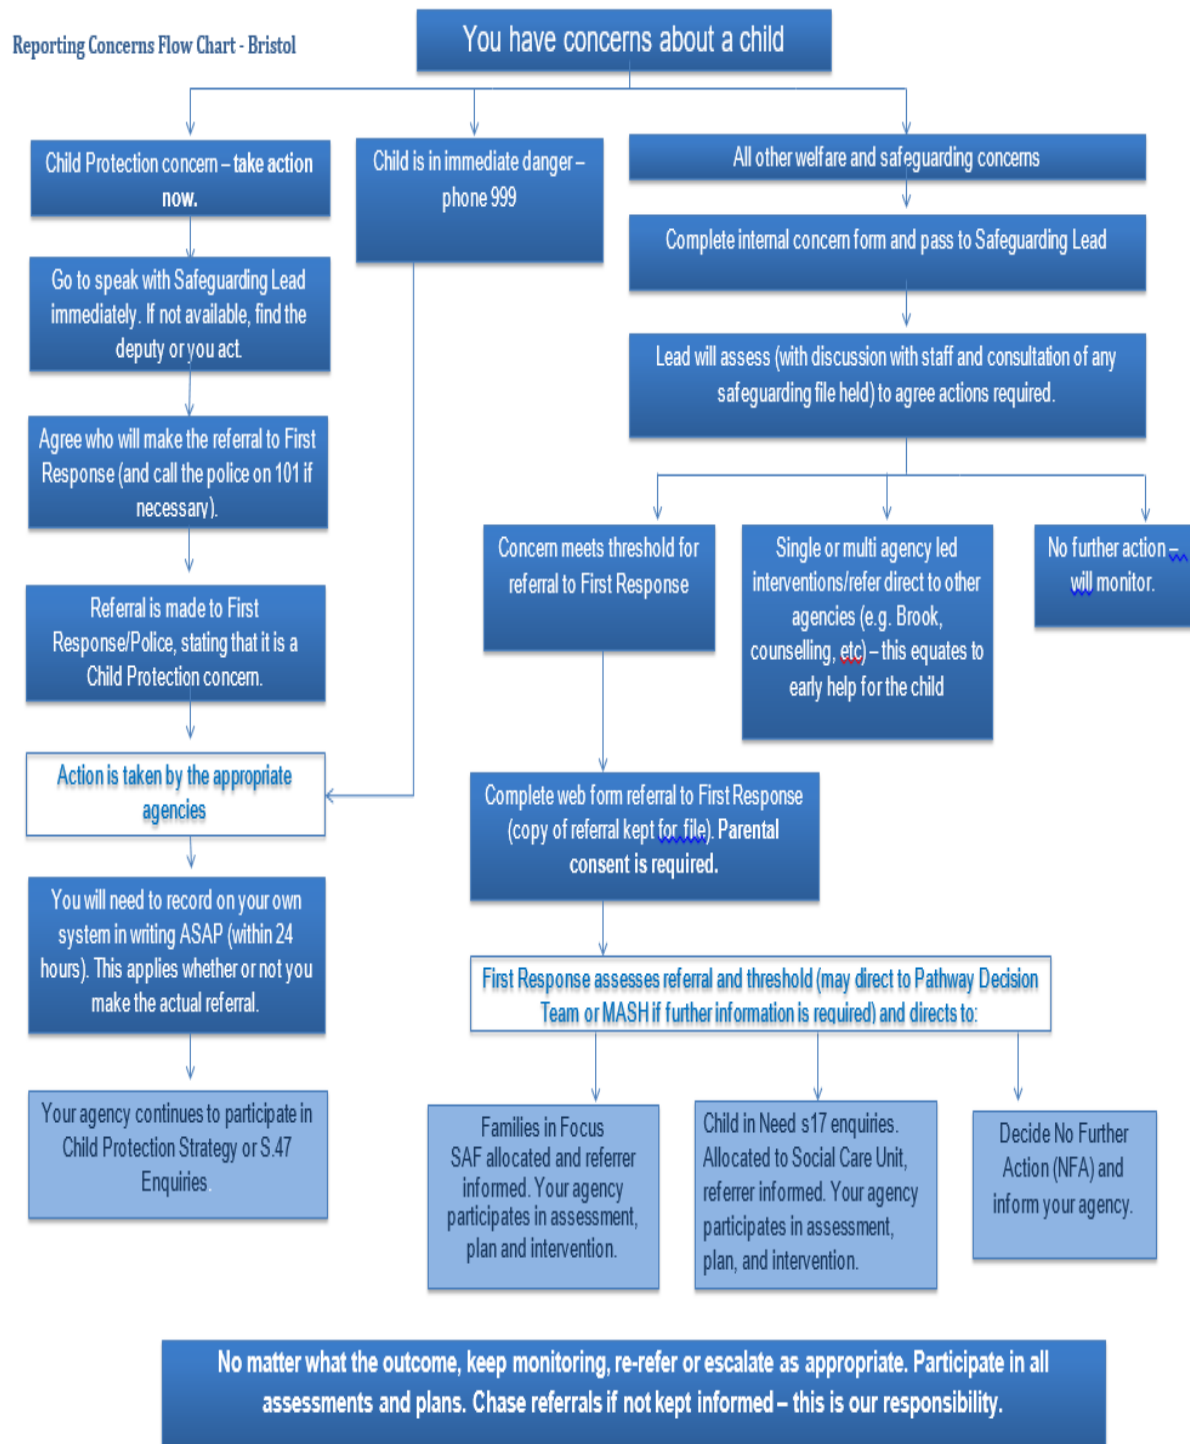 Reporting Concerns Flow Chart - Bristol
You have concerns about a child
Child Protection concern – take action
now.
Child is in immediate danger –
phone 999
All other welfare and safeguarding concerns
Go to speak with Safeguarding Lead
immediately. If not available, find the
deputy or you act.
Complete internal concern form and pass to Safeguarding Lead
Lead will assess (with discussion with staff and consultation of any
safeguarding file held) to agree actions required.
Agree who will make the referral to First
Response (and call the police on 101 if
necessary).
Concern meets threshold for
referral to First Response
Single or multi agency led
interventions/refer direct to other
agencies (e.g. Brook,
counselling, etc) – this equates to
early help for the child
No further action –
will monitor.
Referral is made to First
Response/Police, stating that it is a
Child Protection concern.
Action is taken by the appropriate
agencies
Complete web form referral to First Response
(copy of referral kept for file). Parental
consent is required.
You will need to record on your own
system in writing ASAP (within 24
hours). This applies whether or not you
make the actual referral.
First Response assesses referral and threshold (may direct to Pathway Decision
Team or MASH if further information is required) and directs to:
Your agency continues to participate in
Child Protection Strategy or S.47
Enquiries.
Families in Focus
SAF allocated and referrer
informed. Your agency
participates in assessment,
plan and intervention.
Child in Need s17 enquiries.
Allocated to Social Care Unit,
referrer informed. Your agency
participates in assessment,
plan, and intervention.
Decide No Further
Action (NFA) and
inform your agency.
No matter what the outcome, keep monitoring, re-refer or escalate as appropriate. Participate in all
assessments and plans. Chase referrals if not kept informed – this is our responsibility.